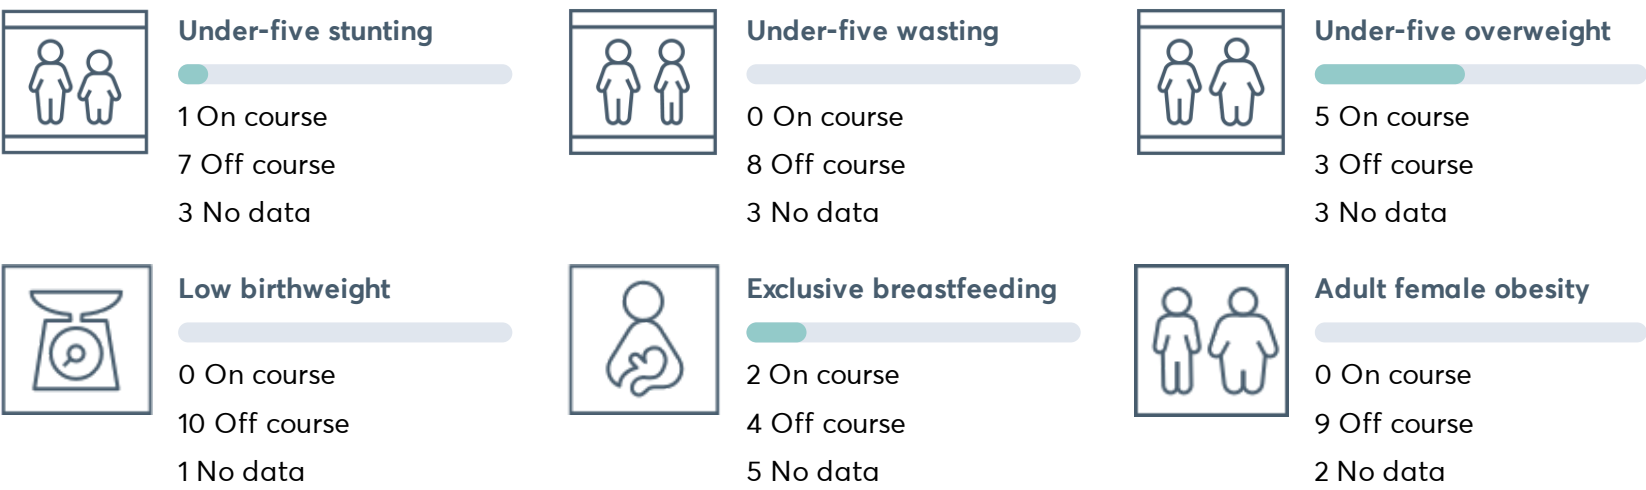 Under-five stunting
1 On course
7 Off course
3 No data
Under-five wasting
0 On course
8 Off course
3 No data
Under-five overweight
5 On course
3 Off course
3 No data
Low birthweight
0 On course
10 Off course
1 No data
Exclusive breastfeeding
2 On course
4 Off course
5 No data
Adult female obesity
0 On course
9 Off course
2 No data